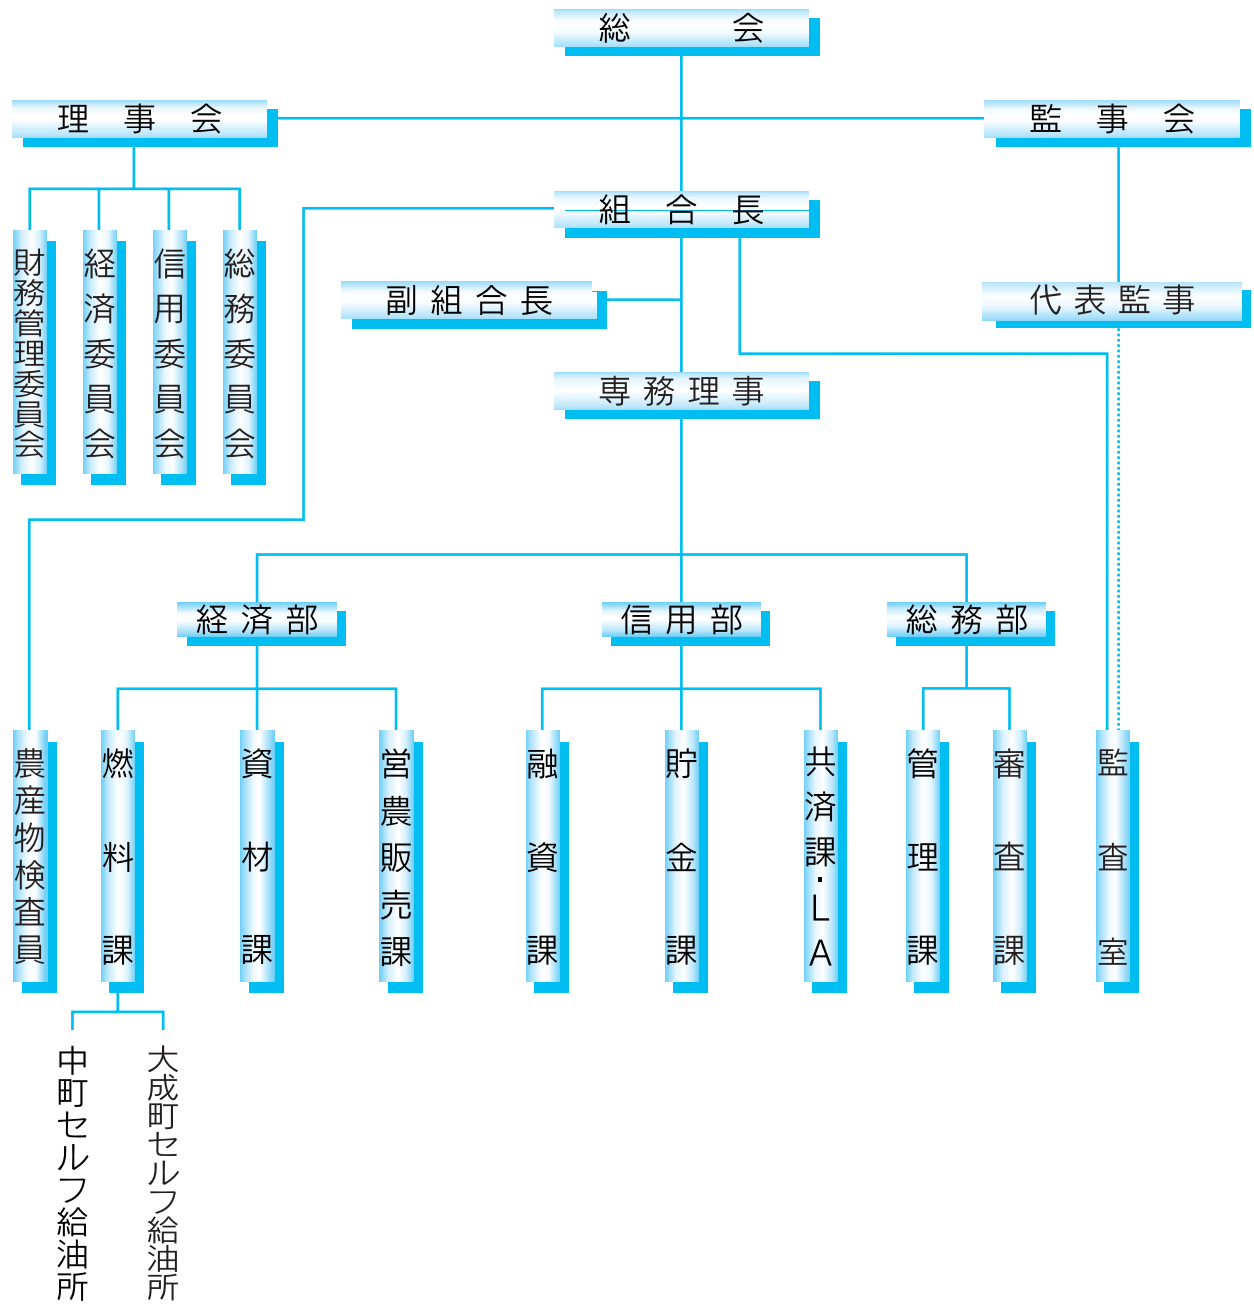 総会
理事会
監事会
組合長
財務管理委員会
経済委員会
信用委員会
総務委員会
副組合長
代表監事
専務理事
経済部
信用部
総務部
農産物検査員
燃料課
資材課
営農販売課
融資課
貯金課
共済課・LA
管理課
審査課
監査室
中町セルフ給油所
大成町セルフ給油所